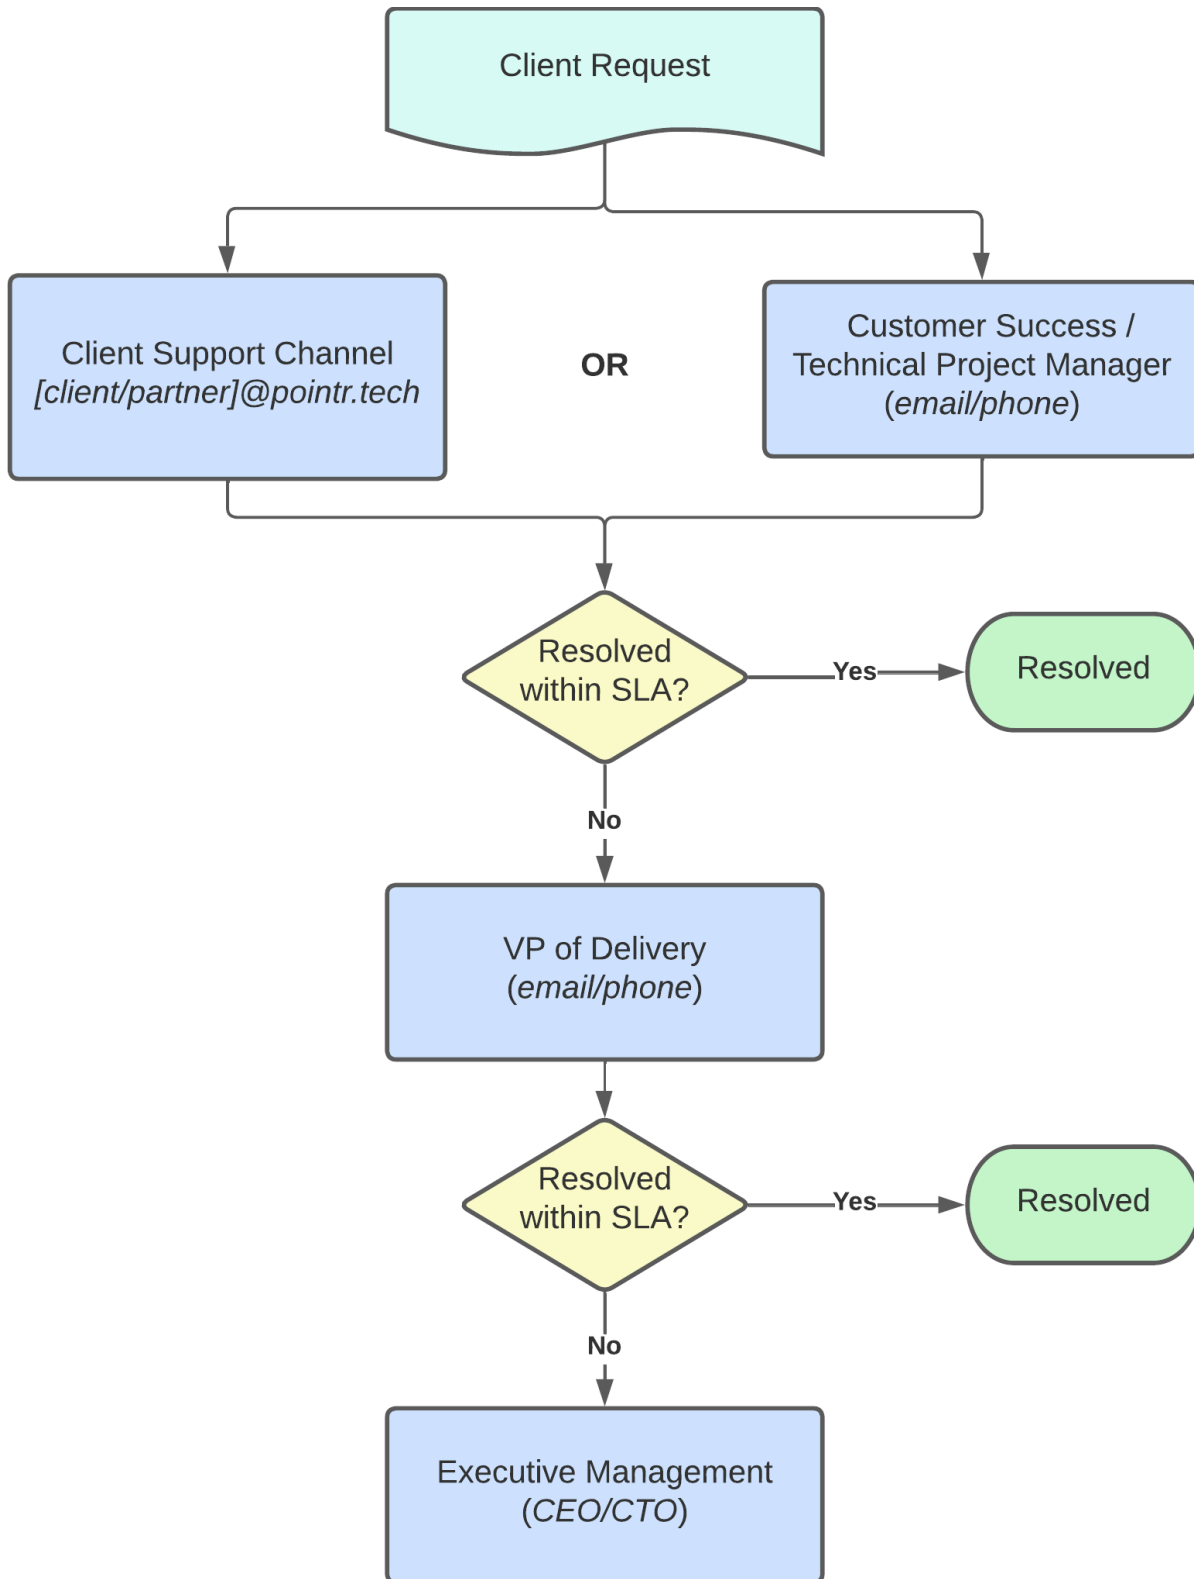 Client Request
Client Support Channel
[client/partner]@pointr.tech
OR
Customer Success /
Technical Project Manager
(email/phone)
Resolved
within SLA?
Yes
Resolved
No
VP of Delivery
(email/phone)
Resolved
within SLA?
Yes
Resolved
No
Executive Management
(CEO/CTO)